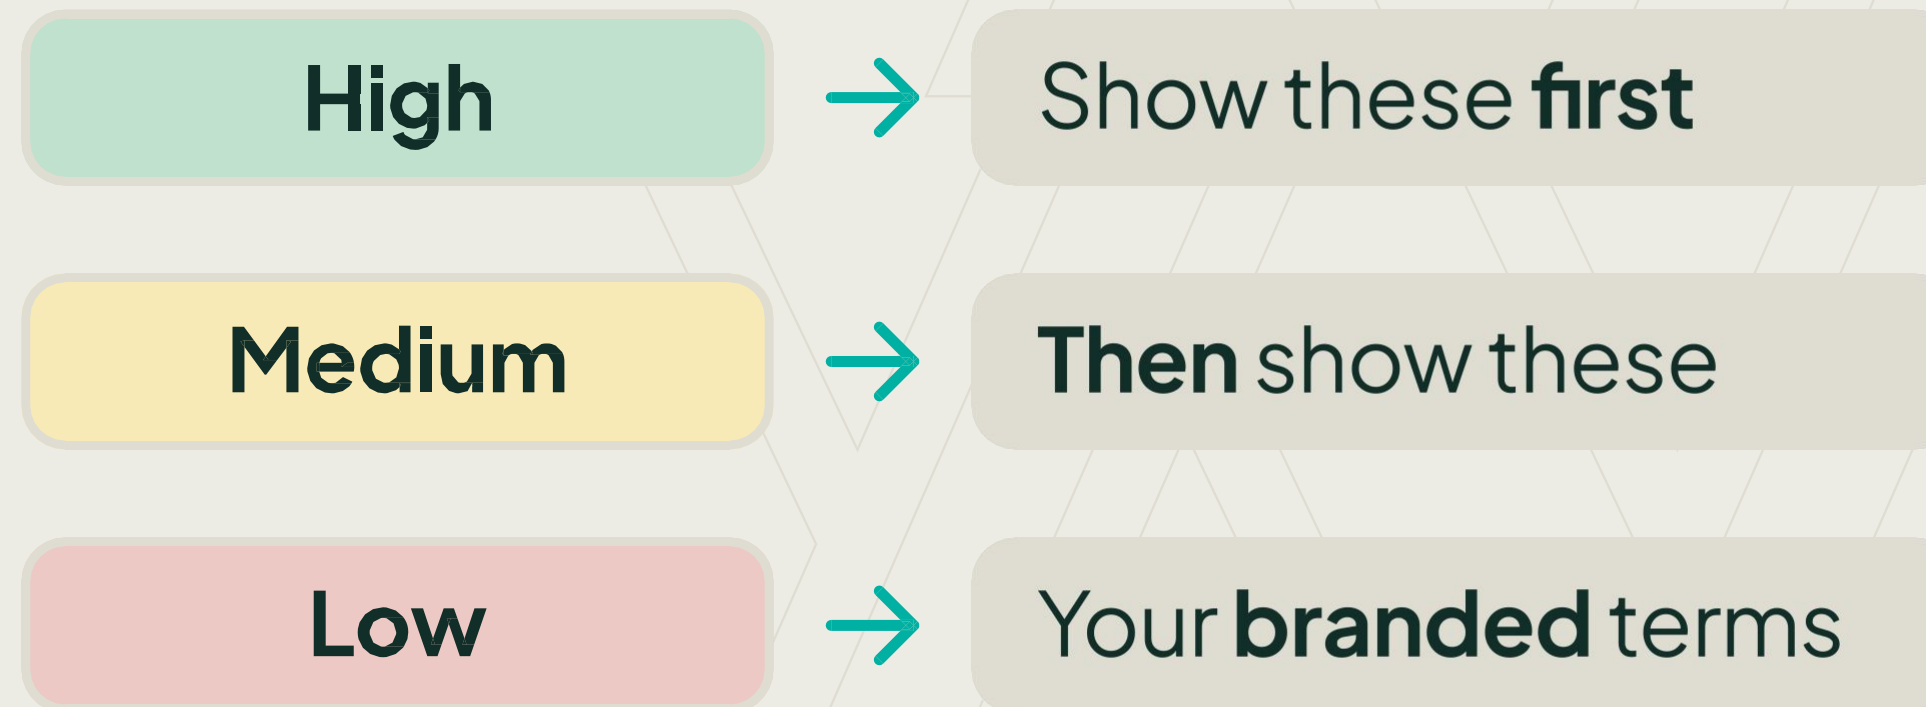 High
Show these first
Medium
Then show these
Low
Your branded terms